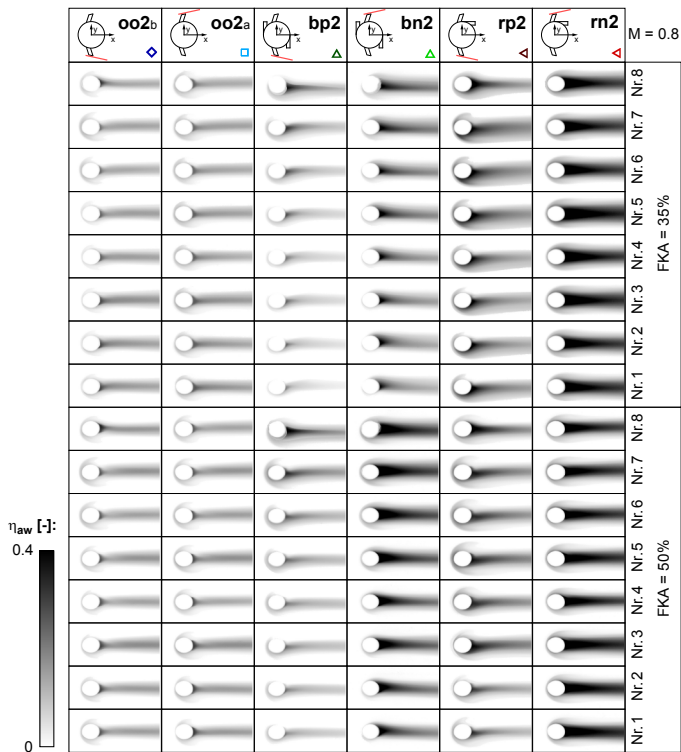 oo2b oo2a bp2 bn2 rp2 rn2 M = 0.8
y x y x y x y x y x y x
Nr.8
Nr.7
Nr.6
Nr.5
Nr.4
Nr.3
Nr.2
Nr.1
FKA = 35%
Nr.8
Nr.7
Nr.6
Nr.5
Nr.4
Nr.3
Nr.2
Nr.1
FKA = 50%
ηaw [-]:
0.4
0